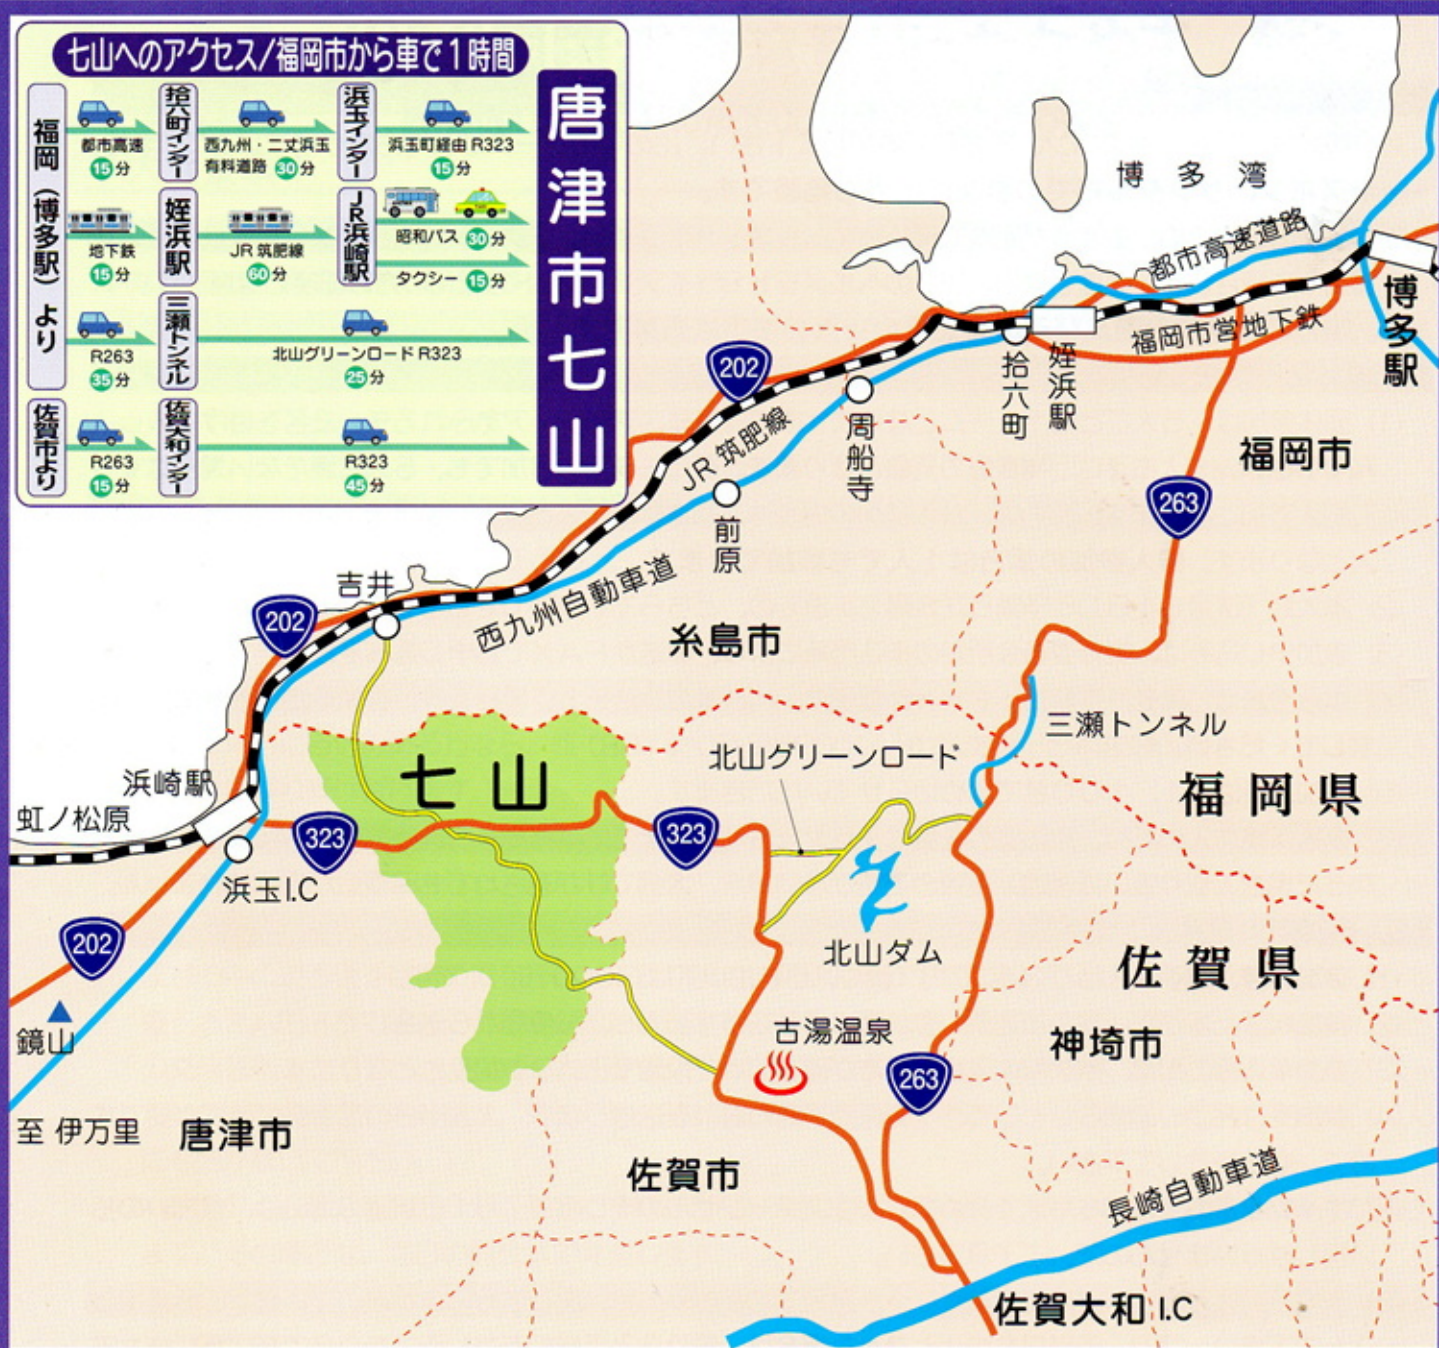 七山へのアクセス/福岡市から車で1時間
福岡(博多駅)より
都市高速
15分
拾六町インター
西九州・二丈浜玉
有料道路 30分
浜玉インター
浜玉町経由 R323
15分
地下鉄
15分
姪浜駅
JR 筑肥線
60分
JR浜崎駅
昭和バス 30分
タクシー 15分
R263
35分
三瀬トンネル
北山グリーンロード R323
25分
佐賀市より
R263
15分
佐賀大和インター
R323
45分
唐津市七山
博多湾
都市高速道路
福岡市営地下鉄
博多駅
姪浜駅
拾六町
福岡市
202
周船寺
JR 筑肥線
前原
263
西九州自動車道
吉井
202
糸島市
三瀬トンネル
北山グリーンロード
七山
福岡県
浜崎駅
虹ノ松原
323
323
浜玉I.C
202
北山ダム
佐賀県
鏡山
古湯温泉
神埼市
263
至 伊万里
唐津市
佐賀市
長崎自動車道
佐賀大和 I.C